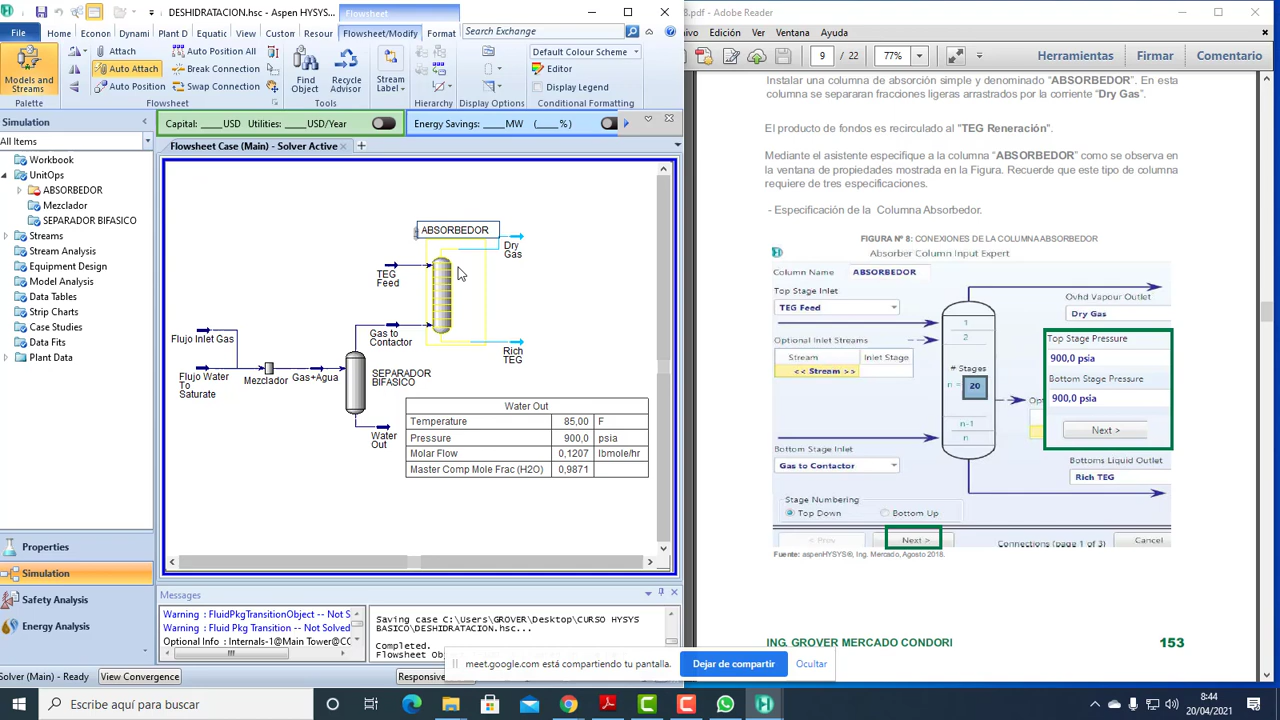 DESHIDRATACION.hsc - Aspen HYSYS
Flowsheet
File Home Econom Dynami Plant D Equatio View Custom Resour Flowsheet/Modify Format
Search Exchange
Models and Streams
Palette
Attach
Auto Attach
Auto Position
Auto Position All
Break Connection
Swap Connection
Flowsheet
Find Object
Recycle Advisor
Tools
Stream Label
Hierarchy
Display Options
Default Colour Scheme
Editor
Display Legend
Conditional Formatting
Capital: ____USD Utilities: ____USD/Year
Energy Savings: ____MW (____%)
Simulation
All Items
Workbook
UnitOps
ABSORBEDOR
Mezclador
SEPARADOR BIFASICO
Streams
Stream Analysis
Equipment Design
Model Analysis
Data Tables
Strip Charts
Case Studies
Data Fits
Plant Data
Properties
Simulation
Safety Analysis
Energy Analysis
Flowsheet Case (Main) - Solver Active
ABSORBEDOR
Dry Gas
TEG Feed
Gas to Contactor
Rich TEG
Flujo Inlet Gas
Flujo Water To Saturate
Mezclador
Gas+Agua
SEPARADOR BIFASICO
Water Out
Water Out
Temperature 85,00 F
Pressure 900,0 psia
Molar Flow 0,1207 lbmole/hr
Master Comp Mole Frac (H2O) 0,9871
Messages
Warning : FluidPkgTransitionObject -- Not S
Warning : Fluid Pkg Transition -- Not Solved
Optional Info : Internals-1@Main Tower@CO
Saving case C:\Users\GROVER\Desktop\CURSO HYSYS
BASICO\DESHIDRATACION.hsc...
Completed.
Flowsheet Ob
Solver (Main) - Ready
View Convergence
Responsive
meet.google.com está compartiendo tu pantalla.
Dejar de compartir
Ocultar
8.pdf - Adobe Reader
Edición Ver Ventana Ayuda
9 / 22 77%
Herramientas Firmar Comentario
Instalar una columna de absorción simple y denominado “ABSORBEDOR”. En esta
columna se separaran fracciones ligeras arrastrados por la corriente “Dry Gas”.
El producto de fondos es recirculado al "TEG Reneración".
Mediante el asistente especifique a la columna “ABSORBEDOR” como se observa en
la ventana de propiedades mostrada en la Figura. Recuerde que este tipo de columna
requiere de tres especificaciones.
- Especificación de la Columna Absorbedor.
FIGURA Nº 8: CONEXIONES DE LA COLUMNA ABSORBEDOR
Absorber Column Input Expert
Column Name ABSORBEDOR
Top Stage Inlet
TEG Feed
Optional Inlet Streams
Stream Inlet Stage
<< Stream >>
Bottom Stage Inlet
Gas to Contactor
1
2
# Stages
n = 20
n-1
n
Ovhd Vapour Outlet
Dry Gas
Top Stage Pressure
900,0 psia
Bottom Stage Pressure
900,0 psia
Next >
Bottoms Liquid Outlet
Rich TEG
Stage Numbering
Top Down Bottom Up
< Prev Next > Connections (page 1 of 3) Cancel
Fuente: aspenHYSYS®, Ing. Mercado, Agosto 2018.
ING. GROVER MERCADO CONDORI 153
Escribe aquí para buscar
8:44
20/04/2021